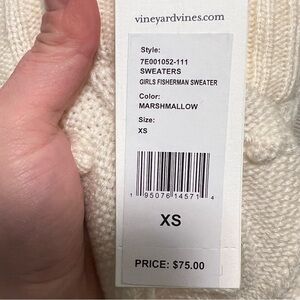 vineyardvines.com
Style:
7E001052-111
SWEATERS
GIRLS FISHERMAN SWEATER
Color:
MARSHMALLOW
Size:
XS
1 95076 14571 4
XS
PRICE: $75.00